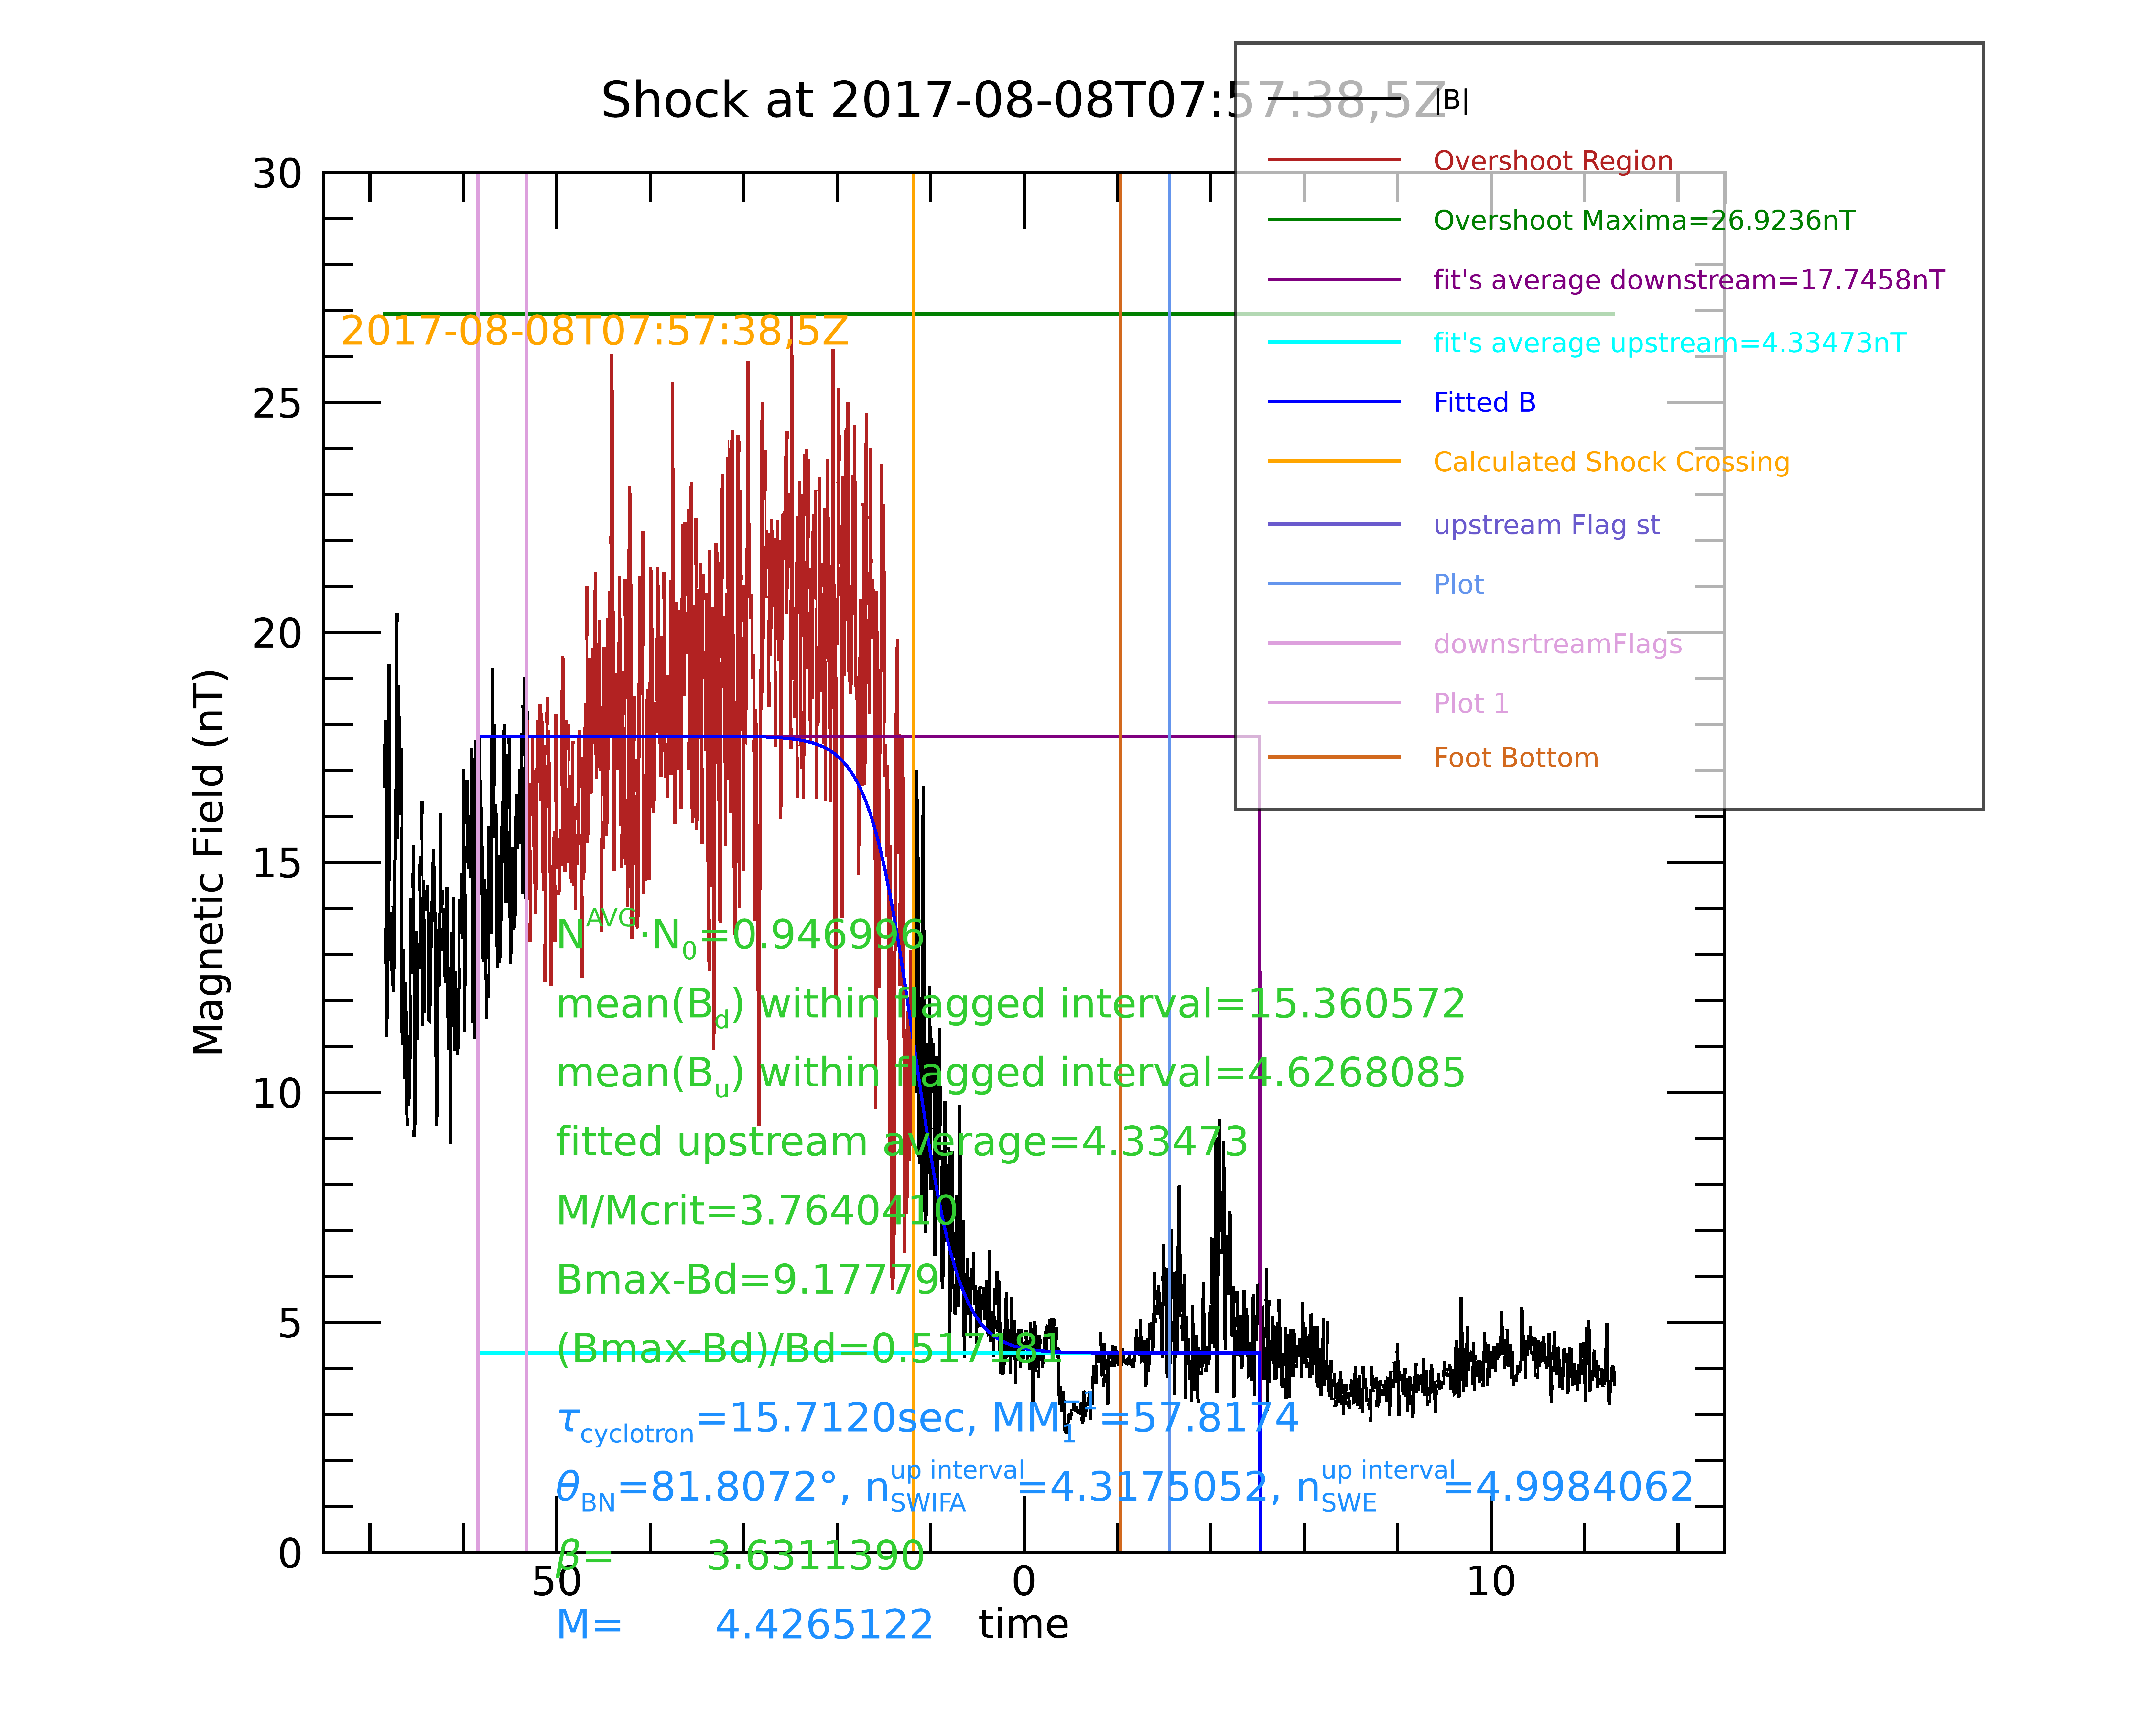 Shock at 2017-08-08T07:57:38,5Z
|B|
Overshoot Region
Overshoot Maxima=26.9236nT
fit's average downstream=17.7458nT
fit's average upstream=4.33473nT
Fitted B
Calculated Shock Crossing
upstream Flag st
Plot
downsrtreamFlags
Plot 1
Foot Bottom
2017-08-08T07:57:38,5Z
30
25
20
15
10
5
0
Magnetic Field (nT)
N^AVG·N_0=0.946996
mean(B_d) within flagged interval=15.360572
mean(B_u) within flagged interval=4.6268085
fitted upstream average=4.33473
M/Mcrit=3.7640410
Bmax-Bd=9.17779
(Bmax-Bd)/Bd=0.517181
τ_cyclotron=15.7120sec, MM_1^-1=57.8174
θ_BN=81.8072°, n_SWIFA^up interval=4.3175052, n_SWE^up interval=4.9984062
β= 3.6311390
50 0 10
M= 4.4265122
time